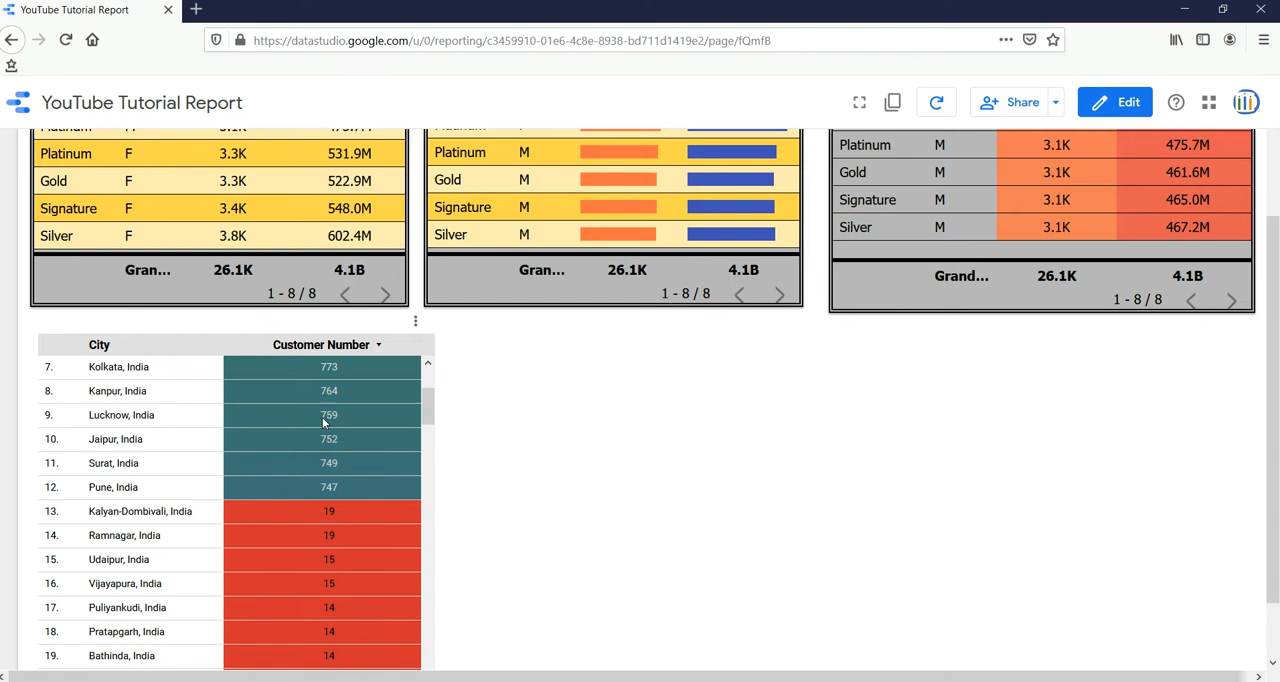 YouTube Tutorial Report
https://datastudio.google.com/u/0/reporting/c3459910-01e6-4c8e-8938-bd711d1419e2/page/fQmfB
YouTube Tutorial Report
Share
Edit
Platinum F 3.3K 531.9M
Gold F 3.3K 522.9M
Signature F 3.4K 548.0M
Silver F 3.8K 602.4M
Gran... 26.1K 4.1B
1 - 8 / 8
Platinum M
Gold M
Signature M
Silver M
Gran... 26.1K 4.1B
1 - 8 / 8
Platinum M 3.1K 475.7M
Gold M 3.1K 461.6M
Signature M 3.1K 465.0M
Silver M 3.1K 467.2M
Grand... 26.1K 4.1B
1 - 8 / 8
City Customer Number
7. Kolkata, India 773
8. Kanpur, India 764
9. Lucknow, India 759
10. Jaipur, India 752
11. Surat, India 749
12. Pune, India 747
13. Kalyan-Dombivali, India 19
14. Ramnagar, India 19
15. Udaipur, India 15
16. Vijayapura, India 15
17. Puliyankudi, India 14
18. Pratapgarh, India 14
19. Bathinda, India 14